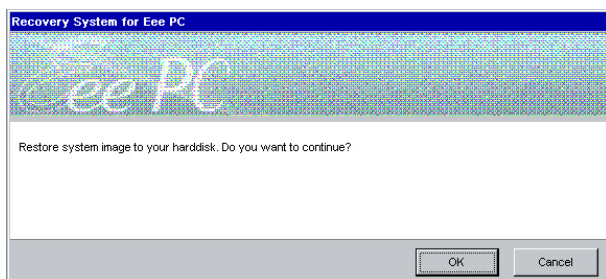 Recovery System for Eee PC
Eee PC
Restore system image to your harddisk. Do you want to continue?
OK
Cancel